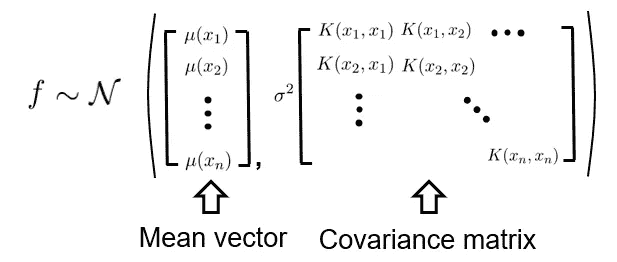 f ∼ 𝒩 ( [ μ(x₁) μ(x₂) ⋮ μ(xₙ) ] , σ² [ K(x₁, x₁) K(x₁, x₂) ⋯
K(x₂, x₁) K(x₂, x₂)
⋮ ⋱
K(xₙ, xₙ) ] )
Mean vector Covariance matrix